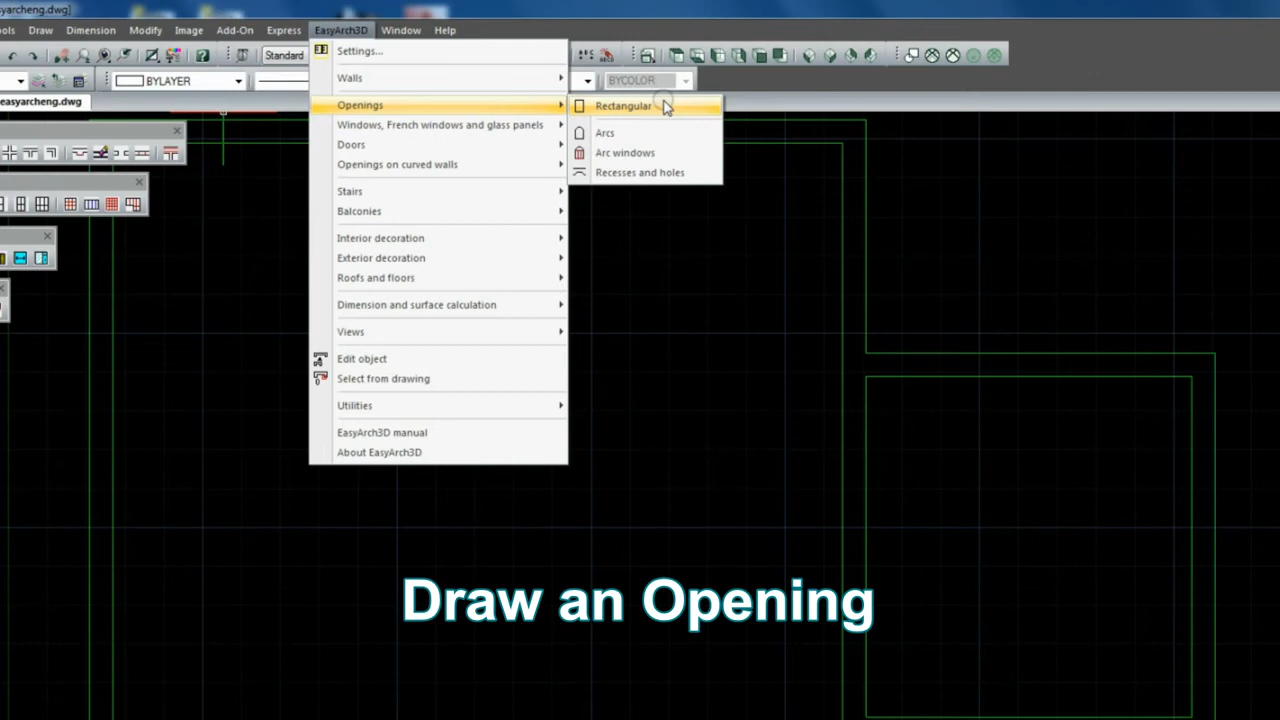 syarcheng.dwg]
ols Draw Dimension Modify Image Add-On Express EasyArch3D Window Help
Standard
BYLAYER
BYCOLOR
easyarcheng.dwg
Settings...
Walls
Openings
Windows, French windows and glass panels
Doors
Openings on curved walls
Stairs
Balconies
Interior decoration
Exterior decoration
Roofs and floors
Dimension and surface calculation
Views
Edit object
Select from drawing
Utilities
EasyArch3D manual
About EasyArch3D
Rectangular
Arcs
Arc windows
Recesses and holes
Draw an Opening